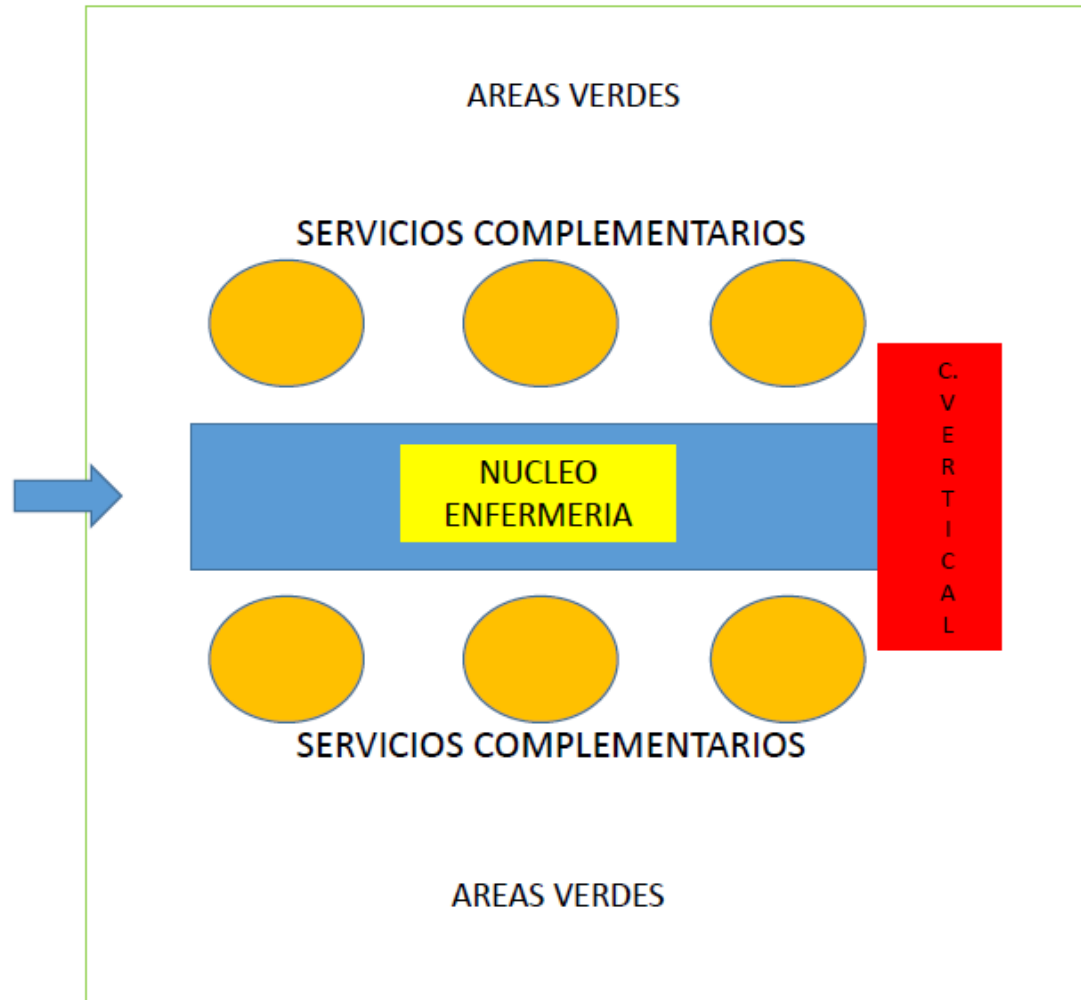 AREAS VERDES
SERVICIOS COMPLEMENTARIOS
NUCLEO
ENFERMERIA
C.
V
E
R
T
I
C
A
L
SERVICIOS COMPLEMENTARIOS
AREAS VERDES